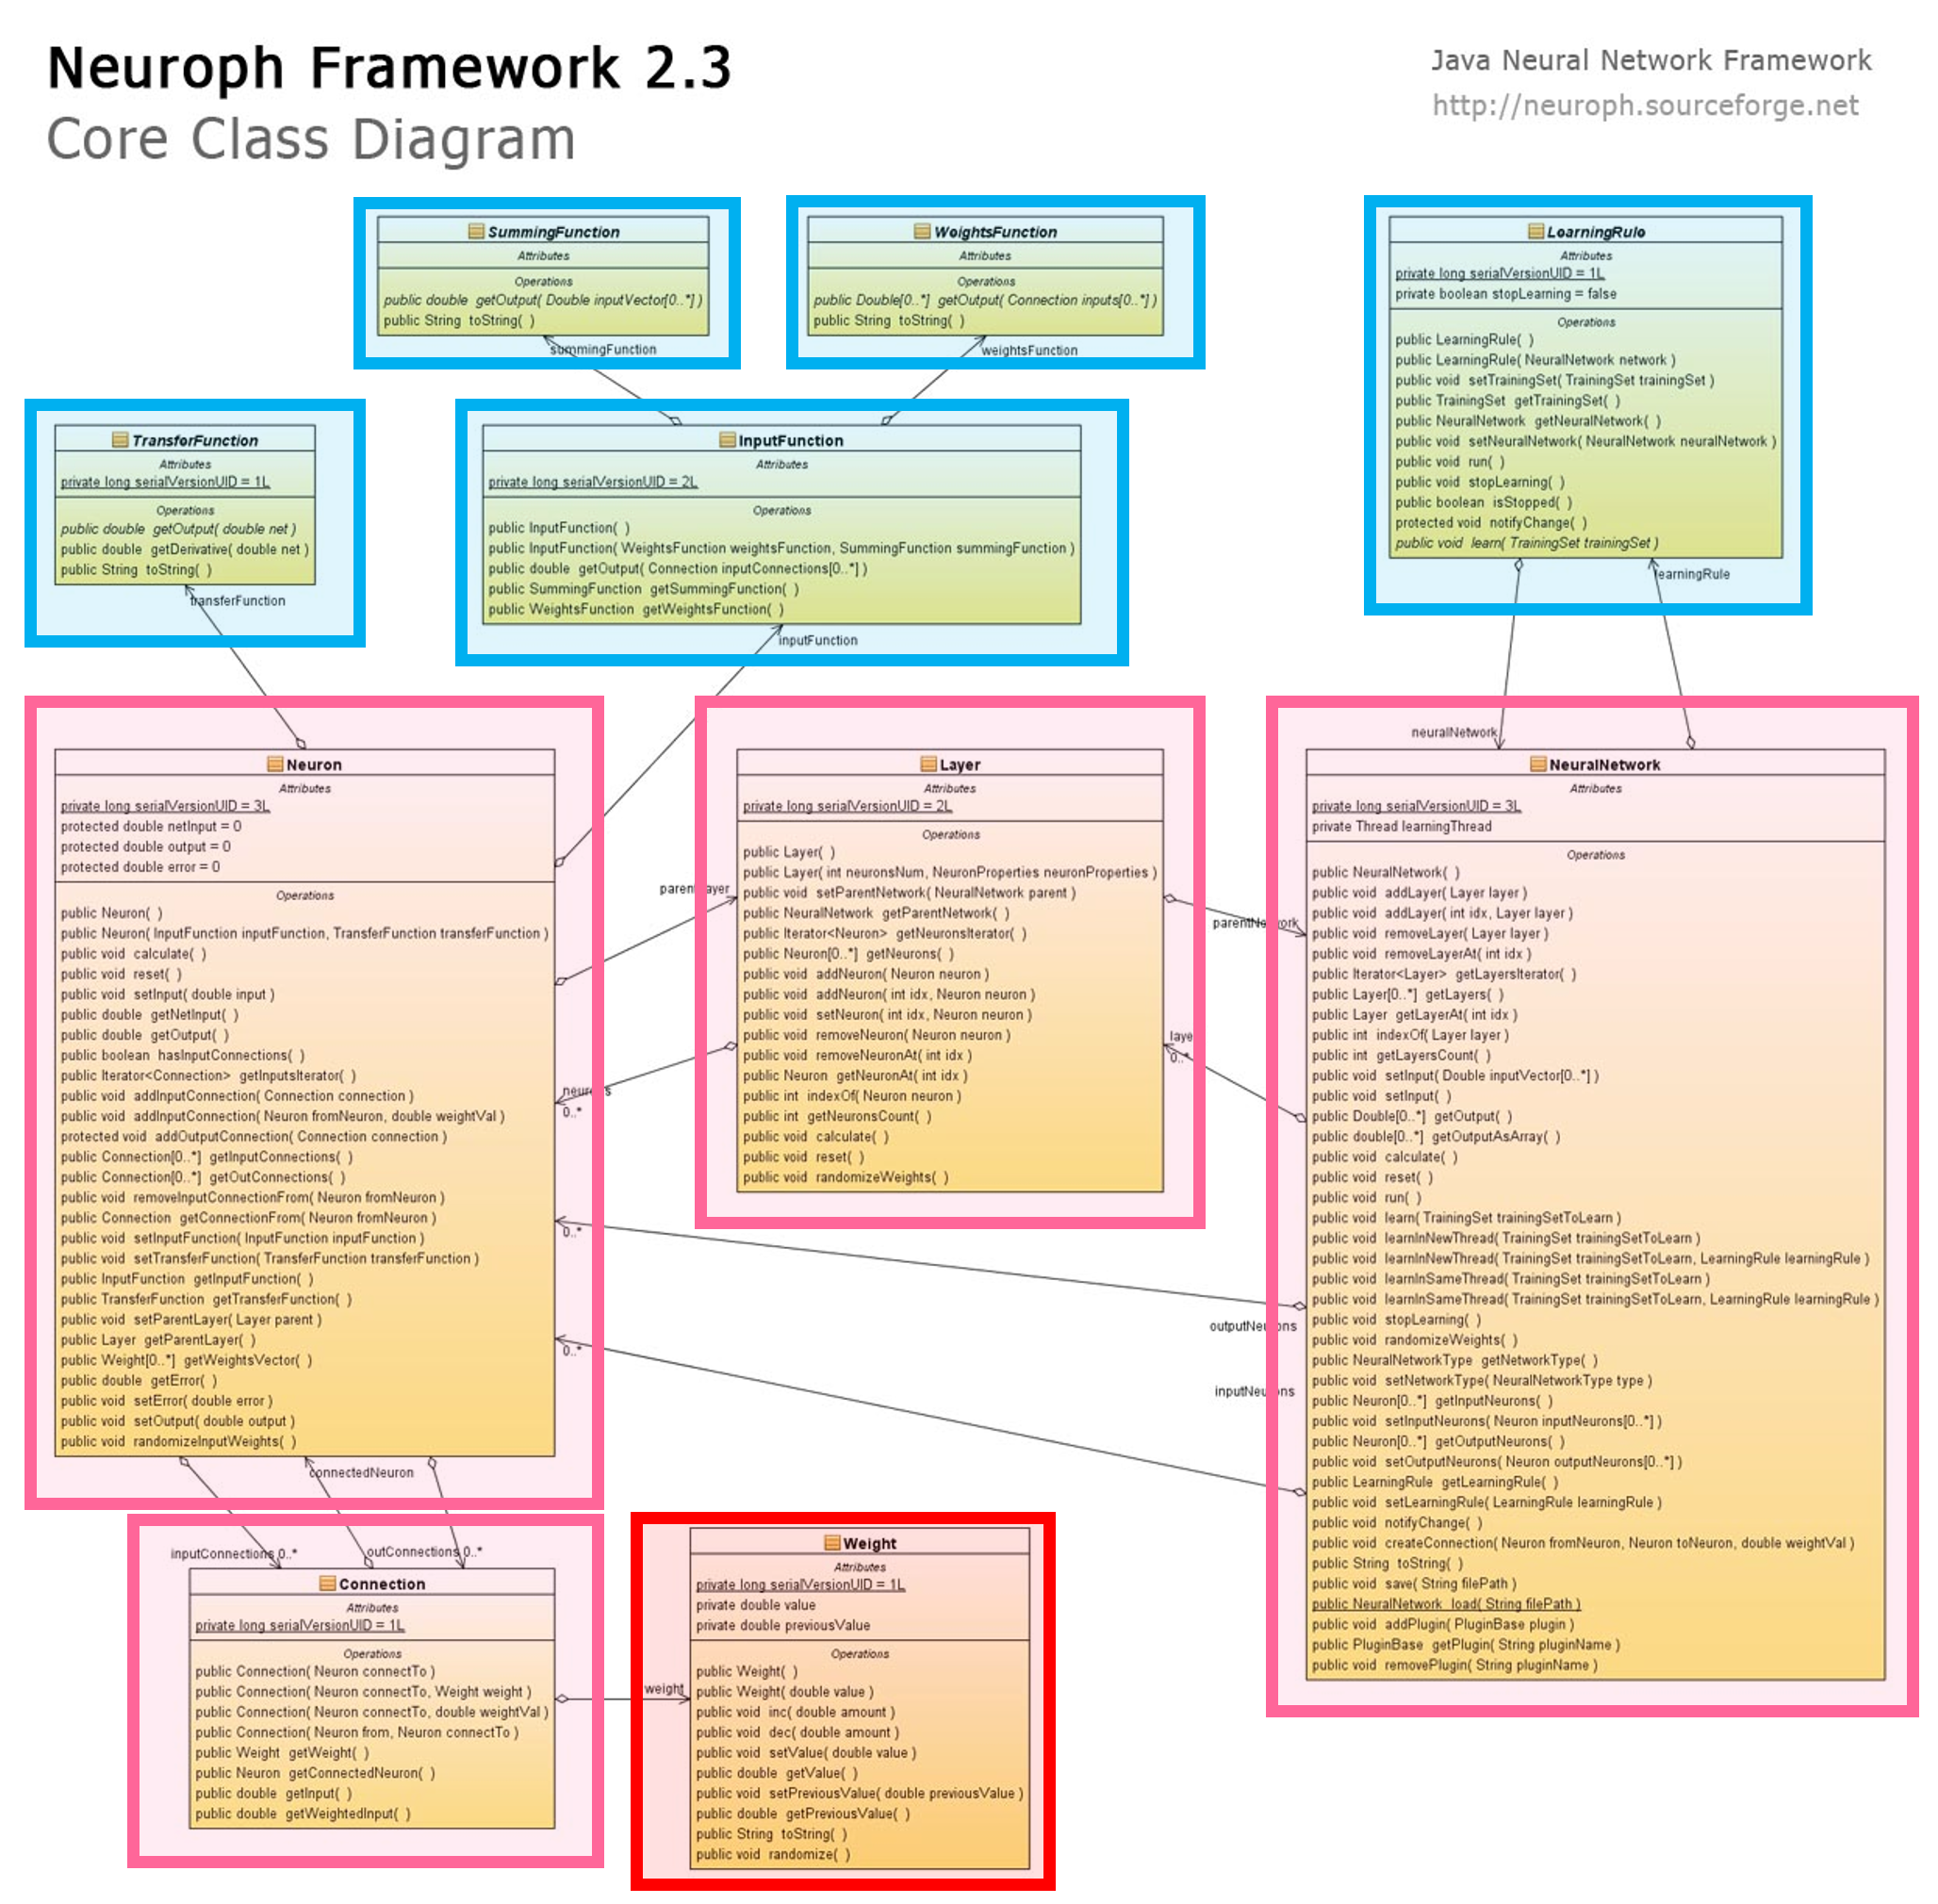 Neuroph Framework 2.3
Core Class Diagram
Java Neural Network Framework
http://neuroph.sourceforge.net
SummingFunction
Attributes
Operations
public double getOutput( Double inputVector[0..*] )
public String toString( )
summingFunction
WeightsFunction
Attributes
Operations
public Double[0..*] getOutput( Connection inputs[0..*] )
public String toString( )
weightsFunction
LearningRule
Attributes
private long serialVersionUID = 1L
private boolean stopLearning = false
Operations
public LearningRule( )
public LearningRule( NeuralNetwork network )
public void setTrainingSet( TrainingSet trainingSet )
public TrainingSet getTrainingSet( )
public NeuralNetwork getNeuralNetwork( )
public void setNeuralNetwork( NeuralNetwork neuralNetwork )
public void run( )
public void stopLearning( )
public boolean isStopped( )
protected void notifyChange( )
public void learn( TrainingSet trainingSet )
learningRule
TransferFunction
Attributes
private long serialVersionUID = 1L
Operations
public double getOutput( double net )
public double getDerivative( double net )
public String toString( )
transferFunction
InputFunction
Attributes
private long serialVersionUID = 2L
Operations
public InputFunction( )
public InputFunction( WeightsFunction weightsFunction, SummingFunction summingFunction )
public double getOutput( Connection inputConnections[0..*] )
public SummingFunction getSummingFunction( )
public WeightsFunction getWeightsFunction( )
inputFunction
Neuron
Attributes
private long serialVersionUID = 3L
protected double netInput = 0
protected double output = 0
protected double error = 0
Operations
public Neuron( )
public Neuron( InputFunction inputFunction, TransferFunction transferFunction )
public void calculate( )
public void reset( )
public void setInput( double input )
public double getNetInput( )
public double getOutput( )
public boolean hasInputConnections( )
public Iterator<Connection> getInputsIterator( )
public void addInputConnection( Connection connection )
public void addInputConnection( Neuron fromNeuron, double weightVal )
protected void addOutputConnection( Connection connection )
public Connection[0..*] getInputConnections( )
public Connection[0..*] getOutConnections( )
public void removeInputConnectionFrom( Neuron fromNeuron )
public Connection getConnectionFrom( Neuron fromNeuron )
public void setInputFunction( InputFunction inputFunction )
public void setTransferFunction( TransferFunction transferFunction )
public InputFunction getInputFunction( )
public TransferFunction getTransferFunction( )
public void setParentLayer( Layer parent )
public Layer getParentLayer( )
public Weight[0..*] getWeightsVector( )
public double getError( )
public void setError( double error )
public void setOutput( double output )
public void randomizeInputWeights( )
connectedNeuron
parentLayer
neurons
0..*
0..*
0..*
Layer
Attributes
private long serialVersionUID = 2L
Operations
public Layer( )
public Layer( int neuronsNum, NeuronProperties neuronProperties )
public void setParentNetwork( NeuralNetwork parent )
public NeuralNetwork getParentNetwork( )
public Iterator<Neuron> getNeuronsIterator( )
public Neuron[0..*] getNeurons( )
public void addNeuron( Neuron neuron )
public void addNeuron( int idx, Neuron neuron )
public void setNeuron( int idx, Neuron neuron )
public void removeNeuron( Neuron neuron )
public void removeNeuronAt( int idx )
public Neuron getNeuronAt( int idx )
public int indexOf( Neuron neuron )
public int getNeuronsCount( )
public void calculate( )
public void reset( )
public void randomizeWeights( )
parentNetwork
laye
0..*
outputNeurons
inputNeurons
neuralNetwork
NeuralNetwork
Attributes
private long serialVersionUID = 3L
private Thread learningThread
Operations
public NeuralNetwork( )
public void addLayer( Layer layer )
public void addLayer( int idx, Layer layer )
public void removeLayer( Layer layer )
public void removeLayerAt( int idx )
public Iterator<Layer> getLayersIterator( )
public Layer[0..*] getLayers( )
public Layer getLayerAt( int idx )
public int indexOf( Layer layer )
public int getLayersCount( )
public void setInput( Double inputVector[0..*] )
public void setInput( )
public Double[0..*] getOutput( )
public double[0..*] getOutputAsArray( )
public void calculate( )
public void reset( )
public void run( )
public void learn( TrainingSet trainingSetToLearn )
public void learnInNewThread( TrainingSet trainingSetToLearn )
public void learnInNewThread( TrainingSet trainingSetToLearn, LearningRule learningRule )
public void learnInSameThread( TrainingSet trainingSetToLearn )
public void learnInSameThread( TrainingSet trainingSetToLearn, LearningRule learningRule )
public void stopLearning( )
public void randomizeWeights( )
public NeuralNetworkType getNetworkType( )
public void setNetworkType( NeuralNetworkType type )
public Neuron[0..*] getInputNeurons( )
public void setInputNeurons( Neuron inputNeurons[0..*] )
public Neuron[0..*] getOutputNeurons( )
public void setOutputNeurons( Neuron outputNeurons[0..*] )
public LearningRule getLearningRule( )
public void setLearningRule( LearningRule learningRule )
public void notifyChange( )
public void createConnection( Neuron fromNeuron, Neuron toNeuron, double weightVal )
public String toString( )
public void save( String filePath )
public NeuralNetwork load( String filePath )
public void addPlugin( PluginBase plugin )
public PluginBase getPlugin( String pluginName )
public void removePlugin( String pluginName )
inputConnections 0..*
outConnections 0..*
Connection
Attributes
private long serialVersionUID = 1L
Operations
public Connection( Neuron connectTo )
public Connection( Neuron connectTo, Weight weight )
public Connection( Neuron connectTo, double weightVal )
public Connection( Neuron from, Neuron connectTo )
public Weight getWeight( )
public Neuron getConnectedNeuron( )
public double getInput( )
public double getWeightedInput( )
weight
Weight
Attributes
private long serialVersionUID = 1L
private double value
private double previousValue
Operations
public Weight( )
public Weight( double value )
public void inc( double amount )
public void dec( double amount )
public void setValue( double value )
public double getValue( )
public void setPreviousValue( double previousValue )
public double getPreviousValue( )
public String toString( )
public void randomize( )